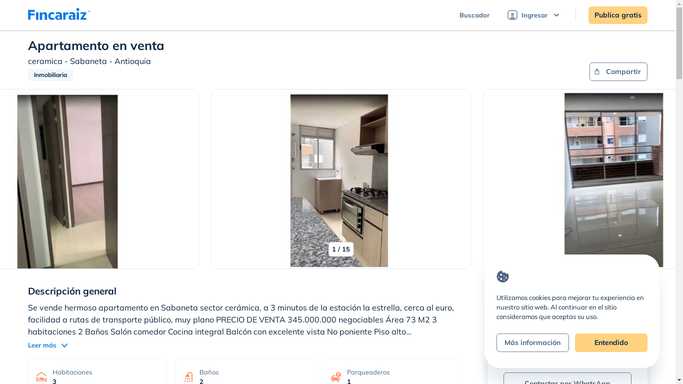 Fincaraiz
Buscador
Ingresar
Publica gratis
Apartamento en venta
ceramica - Sabaneta - Antioquia
Inmobiliaria
Compartir
1 / 15
Descripción general
Se vende hermoso apartamento en Sabaneta sector cerámica, a 3 minutos de la estación la estrella, cerca al euro,
facilidad a rutas de transporte público, muy plano PRECIO DE VENTA 345.000.000 negociables Área 73 M2 3
habitaciones 2 Baños Salón comedor Cocina integral Balcón con excelente vista No poniente Piso alto...
Leer más
Habitaciones
3
Baños
2
Parqueaderos
1
Utilizamos cookies para mejorar tu experiencia en
nuestro sitio web. Al continuar en el sitio
consideramos que aceptas su uso.
Más información
Entendido
Contactar por WhatsApp